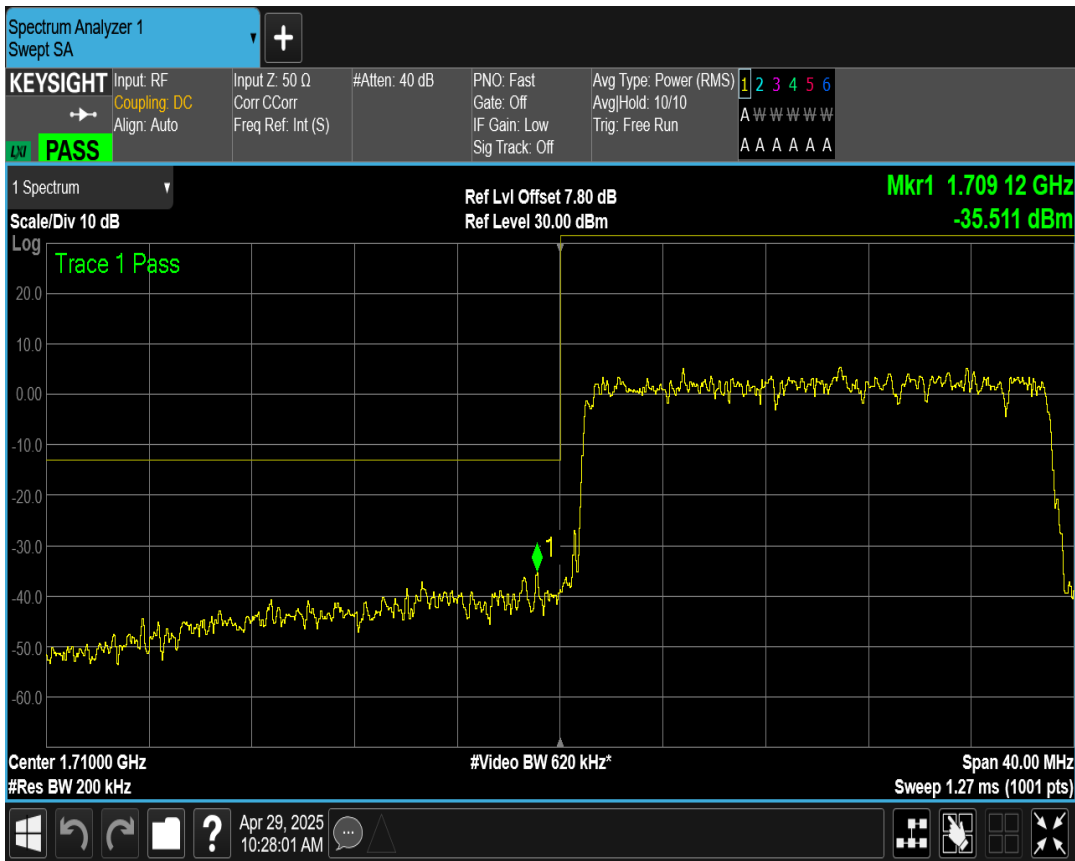 Spectrum Analyzer 1
Swept SA
KEYSIGHT
LXI PASS
Input: RF
Coupling: DC
Align: Auto
Input Z: 50 Ω
Corr CCorr
Freq Ref: Int (S)
#Atten: 40 dB
PNO: Fast
Gate: Off
IF Gain: Low
Sig Track: Off
Avg Type: Power (RMS)
Avg|Hold: 10/10
Trig: Free Run
1 2 3 4 5 6
A W W W W W
A A A A A A
1 Spectrum
Scale/Div 10 dB
Ref Lvl Offset 7.80 dB
Ref Level 30.00 dBm
Mkr1 1.709 12 GHz
-35.511 dBm
Log
Trace 1 Pass
20.0
10.0
0.00
-10.0
-20.0
-30.0
-40.0
-50.0
-60.0
1
Center 1.71000 GHz
#Res BW 200 kHz
#Video BW 620 kHz*
Span 40.00 MHz
Sweep 1.27 ms (1001 pts)
?
Apr 29, 2025
10:28:01 AM